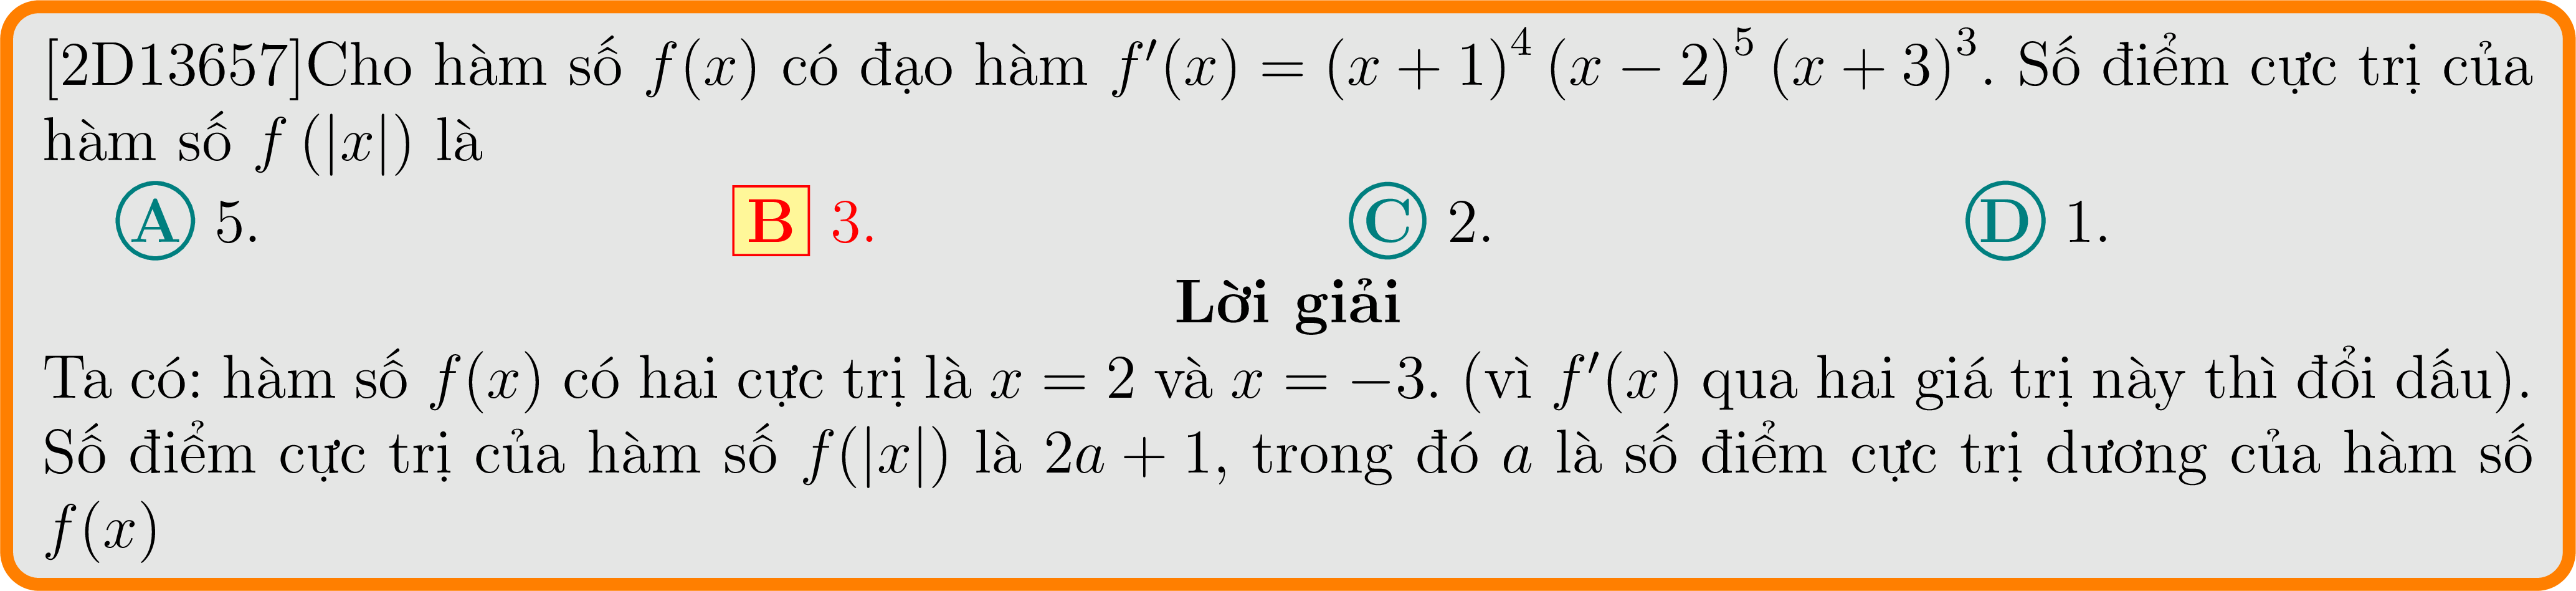 [2D13657]Cho hàm số f(x) có đạo hàm f′(x) = (x + 1)⁴ (x − 2)⁵ (x + 3)³. Số điểm cực trị của
hàm số f (|x|) là
A 5. B 3. C 2. D 1.
Lời giải
Ta có: hàm số f(x) có hai cực trị là x = 2 và x = −3. (vì f′(x) qua hai giá trị này thì đổi dấu).
Số điểm cực trị của hàm số f(|x|) là 2a + 1, trong đó a là số điểm cực trị dương của hàm số
f(x)